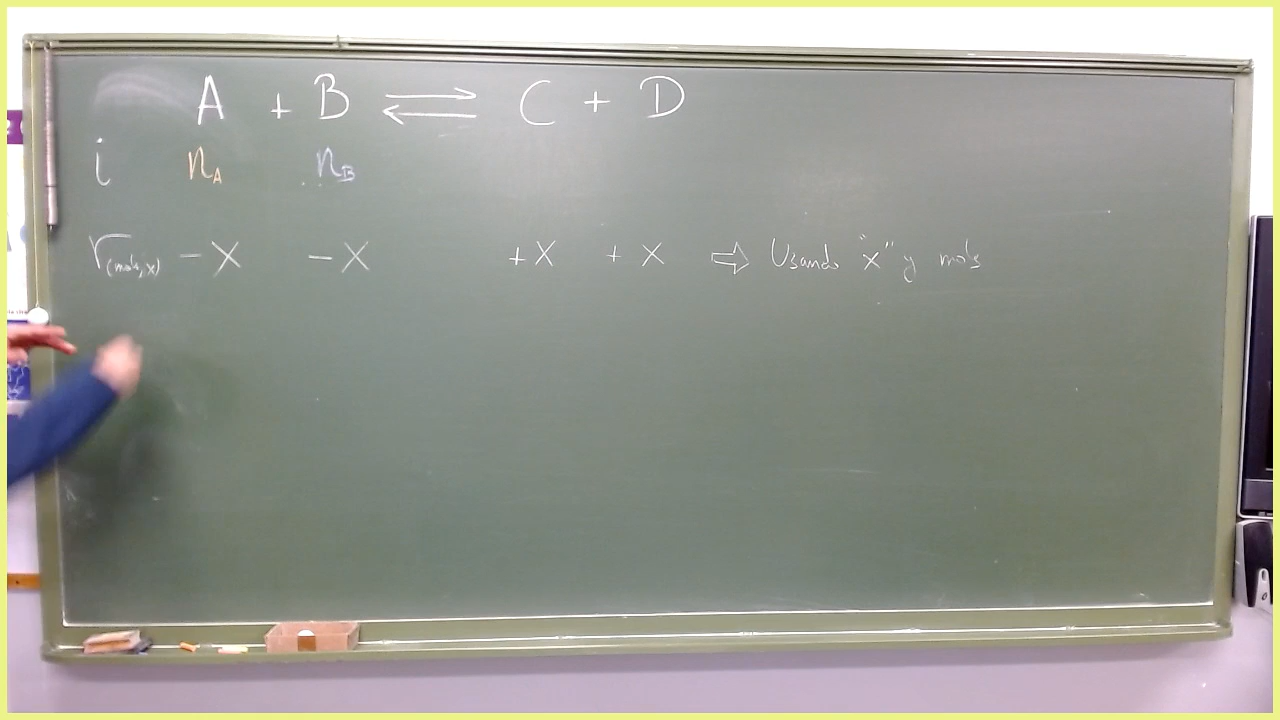 A + B ⇌ C + D
i n_A n_B
r(mols,x) -X -X +X +X ⇨ Usando "x" y mols